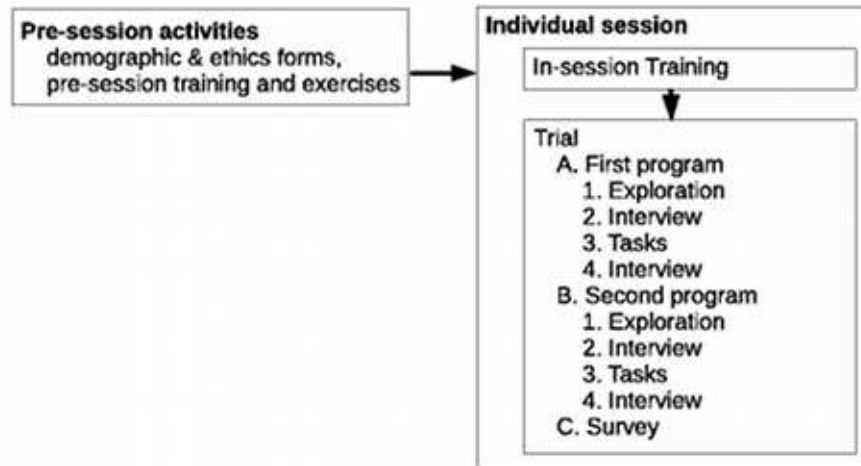 Pre-session activities
demographic & ethics forms,
pre-session training and exercises
Individual session
In-session Training
Trial
A. First program
1. Exploration
2. Interview
3. Tasks
4. Interview
B. Second program
1. Exploration
2. Interview
3. Tasks
4. Interview
C. Survey